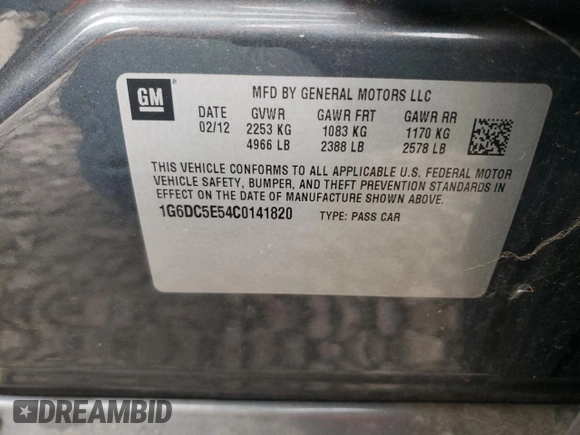 GM
MFD BY GENERAL MOTORS LLC
DATE GVWR GAWR FRT GAWR RR
02/12 2253 KG 1083 KG 1170 KG
4966 LB 2388 LB 2578 LB
THIS VEHICLE CONFORMS TO ALL APPLICABLE U.S. FEDERAL MOTOR
VEHICLE SAFETY, BUMPER, AND THEFT PREVENTION STANDARDS IN
EFFECT ON THE DATE OF MANUFACTURE SHOWN ABOVE.
1G6DC5E54C0141820 TYPE: PASS CAR
DREAMBID